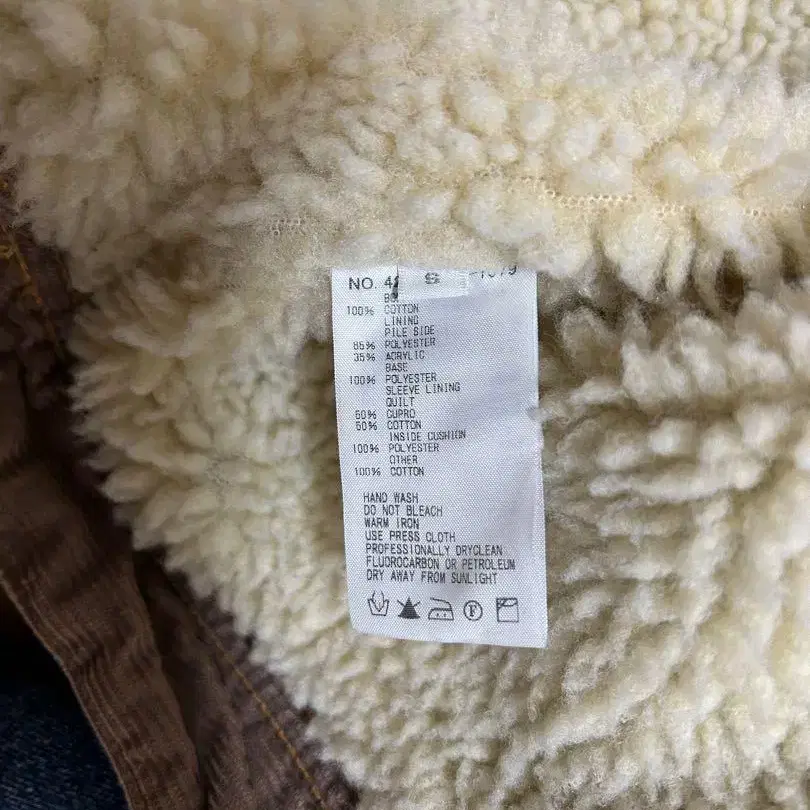 NO. 4
S
BO
100% COTTON
LINING
PILE SIDE
65% POLYESTER
35% ACRYLIC
BASE
100% POLYESTER
SLEEVE LINING
QUILT
50% CUPRO
50% COTTON
INSIDE CUSHION
100% POLYESTER
OTHER
100% COTTON
HAND WASH
DO NOT BLEACH
WARM IRON
USE PRESS CLOTH
PROFESSIONALLY DRYCLEAN
FLUOROCARBON OR PETROLEUM
DRY AWAY FROM SUNLIGHT
F